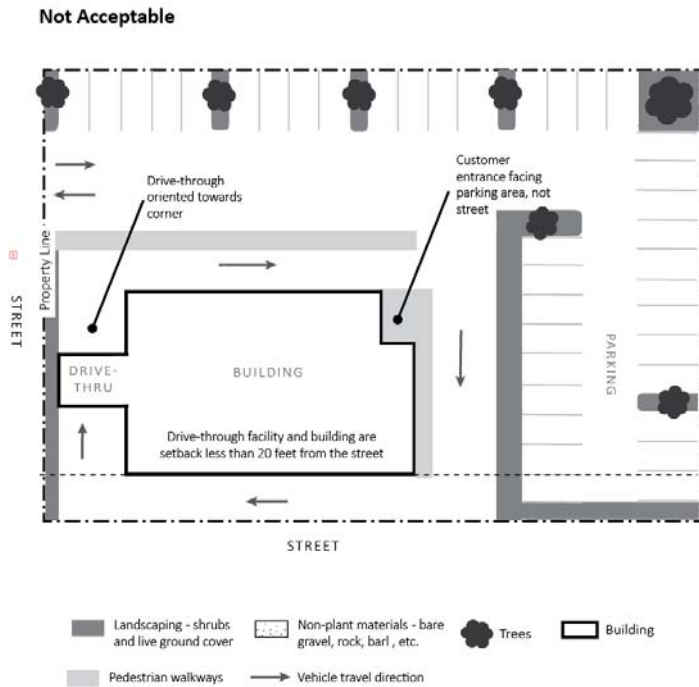 Not Acceptable
Drive-through
oriented towards
corner
Customer
entrance facing
parking area, not
street
Property Line
STREET
DRIVE-
THRU
BUILDING
PARKING
Drive-through facility and building are
setback less than 20 feet from the street
STREET
Landscaping - shrubs
and live ground cover
Non-plant materials - bare
gravel, rock, barl , etc.
Trees
Building
Pedestrian walkways
Vehicle travel direction